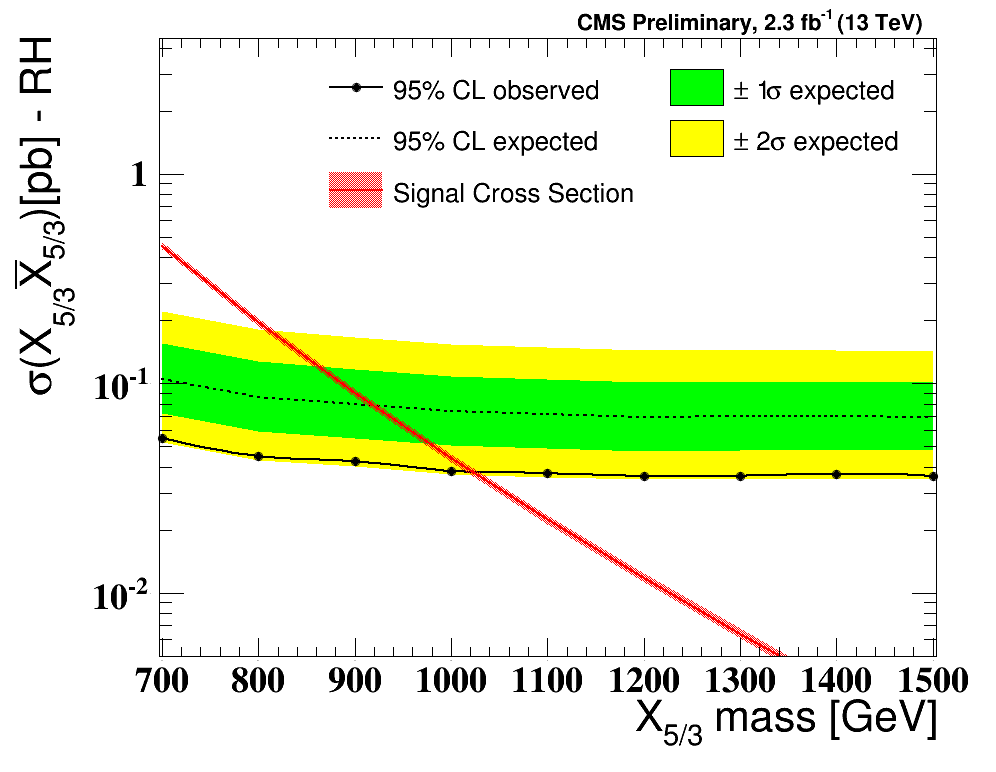 CMS Preliminary, 2.3 fb⁻¹ (13 TeV)
σ(X₅/₃X̅₅/₃)[pb] - RH
95% CL observed
± 1σ expected
95% CL expected
± 2σ expected
Signal Cross Section
1
10⁻¹
10⁻²
700 800 900 1000 1100 1200 1300 1400 1500
X₅/₃ mass [GeV]